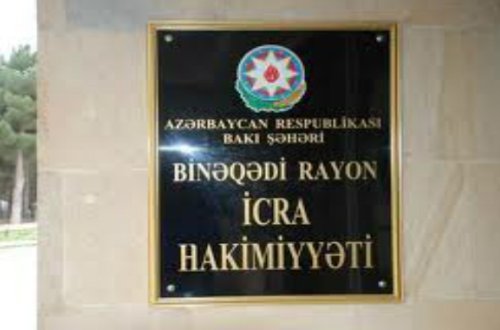 AZƏRBAYCAN RESPUBLİKASI
BAKI ŞƏHƏRİ
BİNƏQƏDİ RAYON
İCRA
HAKİMİYYƏTİ